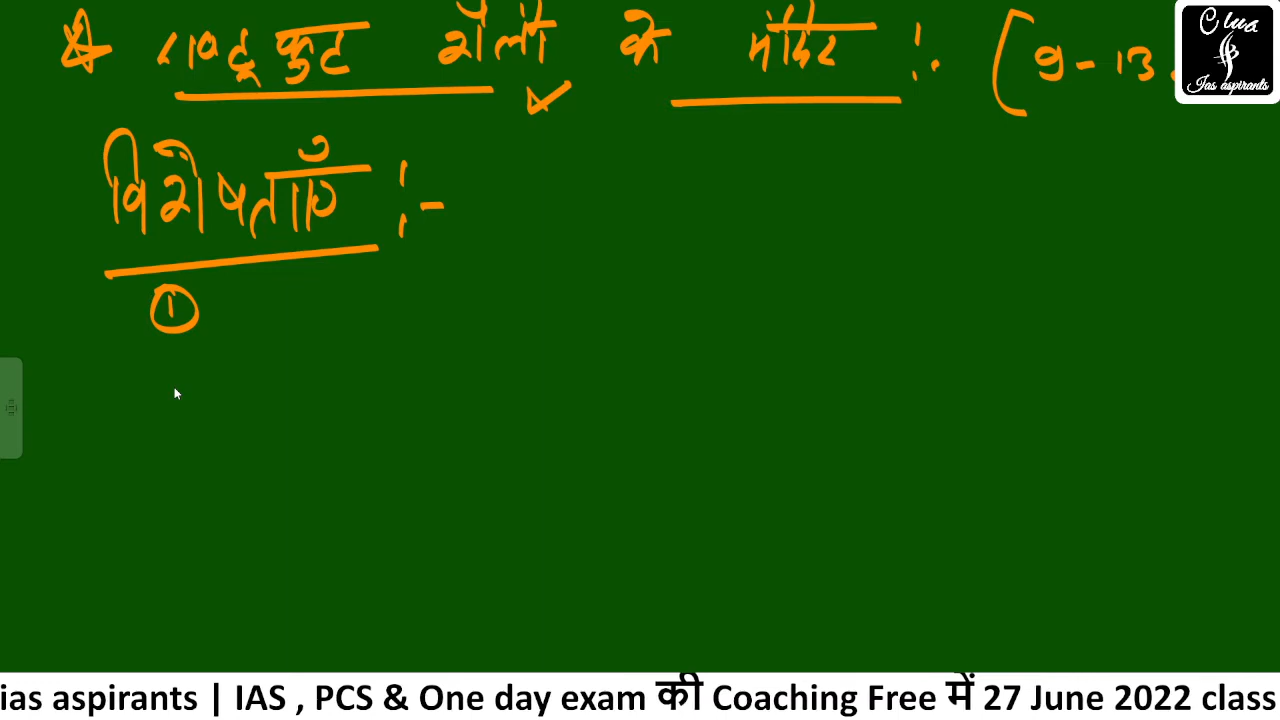 राष्ट्रकुट शैली के मंदिर :- [ 9 - 13
विशेषताएँ :-
①
Clue
Ias aspirants
ias aspirants | IAS , PCS & One day exam की Coaching Free में 27 June 2022 class